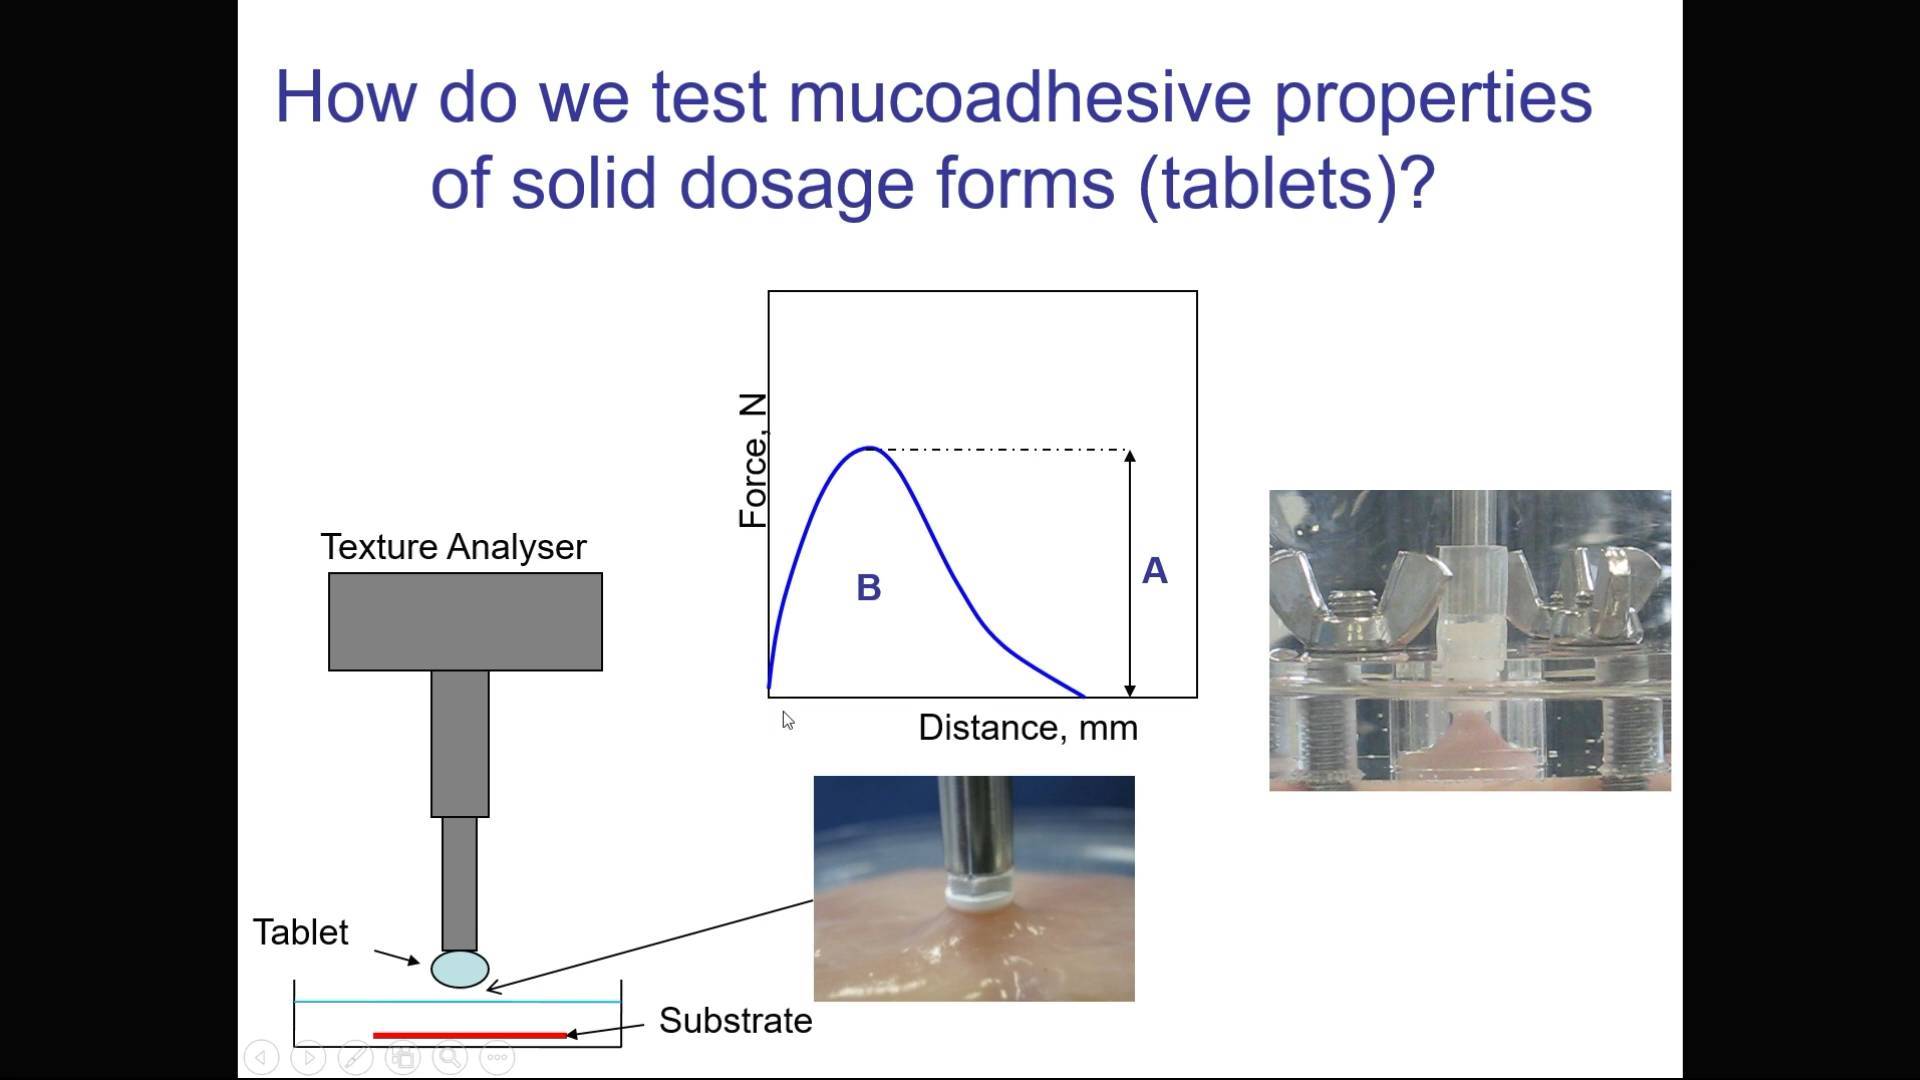 How do we test mucoadhesive properties
of solid dosage forms (tablets)?
Force, N
B
A
Distance, mm
Texture Analyser
Tablet
Substrate